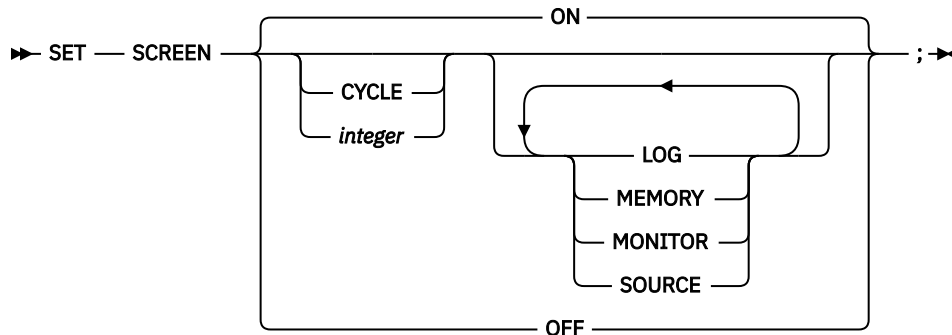 ON
SET SCREEN ;
CYCLE
integer
LOG
MEMORY
MONITOR
SOURCE
OFF